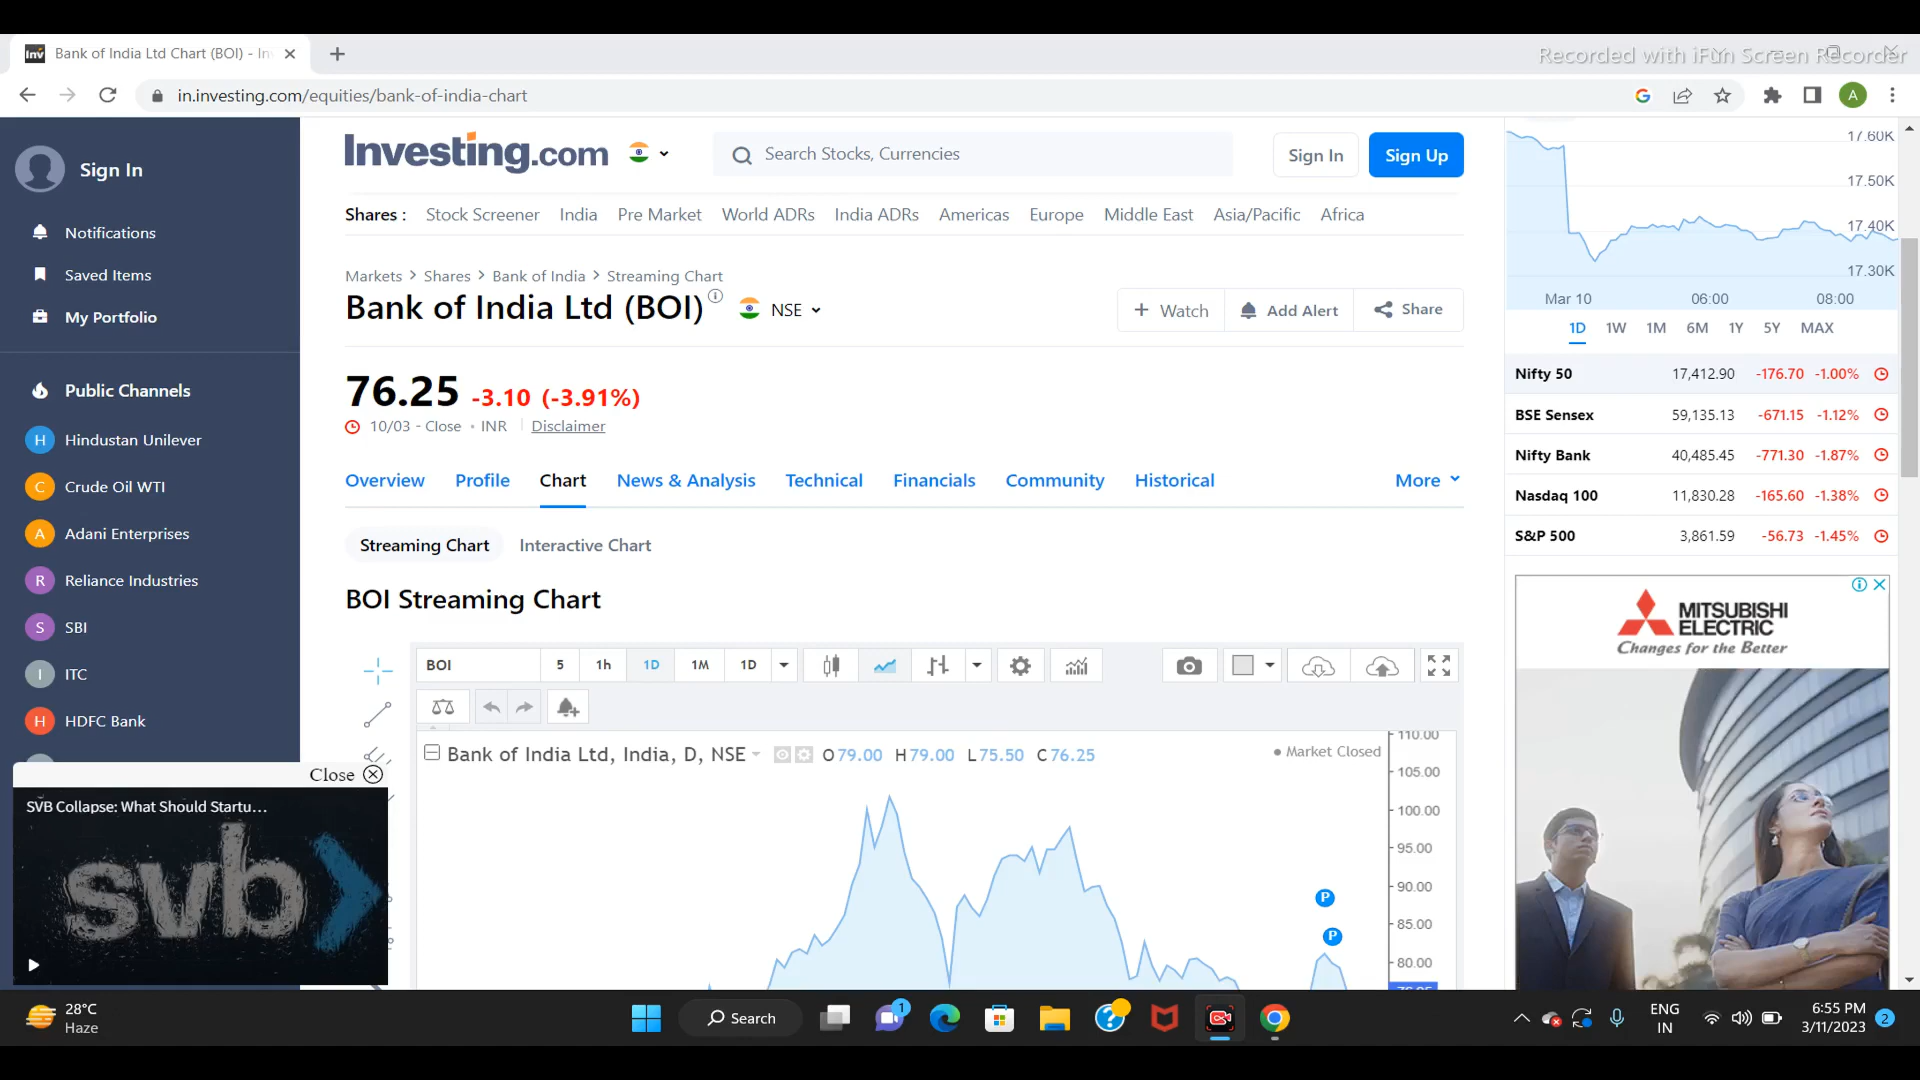 Recorded with iFun Screen Recorder
Inv Bank of India Ltd Chart (BOI) - In
in.investing.com/equities/bank-of-india-chart
G
A
Sign In
Notifications
Saved Items
My Portfolio
Public Channels
H Hindustan Unilever
C Crude Oil WTI
A Adani Enterprises
R Reliance Industries
S SBI
I ITC
H HDFC Bank
Close
SVB Collapse: What Should Startu...
svb
Investing.com
Search Stocks, Currencies
Sign In
Sign Up
Shares : Stock Screener India Pre Market World ADRs India ADRs Americas Europe Middle East Asia/Pacific Africa
Markets > Shares > Bank of India > Streaming Chart
Bank of India Ltd (BOI) NSE
+ Watch
Add Alert
Share
76.25 -3.10 (-3.91%)
10/03 - Close • INR Disclaimer
Overview Profile Chart News & Analysis Technical Financials Community Historical More
Streaming Chart Interactive Chart
BOI Streaming Chart
BOI 5 1h 1D 1M 1D
Bank of India Ltd, India, D, NSE O79.00 H79.00 L75.50 C76.25
• Market Closed
110.00
105.00
100.00
95.00
90.00
85.00
80.00
P
P
17.60K
17.50K
17.40K
17.30K
Mar 10 06:00 08:00
1D 1W 1M 6M 1Y 5Y MAX
Nifty 50 17,412.90 -176.70 -1.00%
BSE Sensex 59,135.13 -671.15 -1.12%
Nifty Bank 40,485.45 -771.30 -1.87%
Nasdaq 100 11,830.28 -165.60 -1.38%
S&P 500 3,861.59 -56.73 -1.45%
MITSUBISHI
ELECTRIC
Changes for the Better
28°C
Haze
Search
1
ENG
IN
6:55 PM
3/11/2023
2